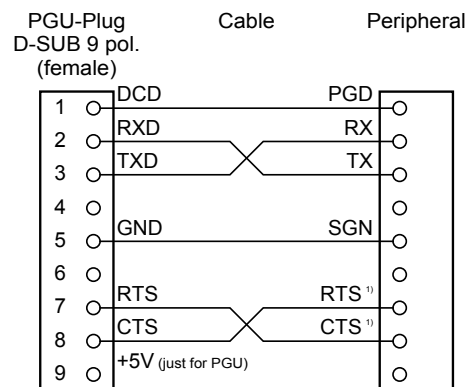 PGU-Plug Cable Peripheral
D-SUB 9 pol.
(female)
1 DCD PGD
2 RXD RX
3 TXD TX
4
5 GND SGN
6
7 RTS RTS ¹⁾
8 CTS CTS ¹⁾
9 +5V (just for PGU)